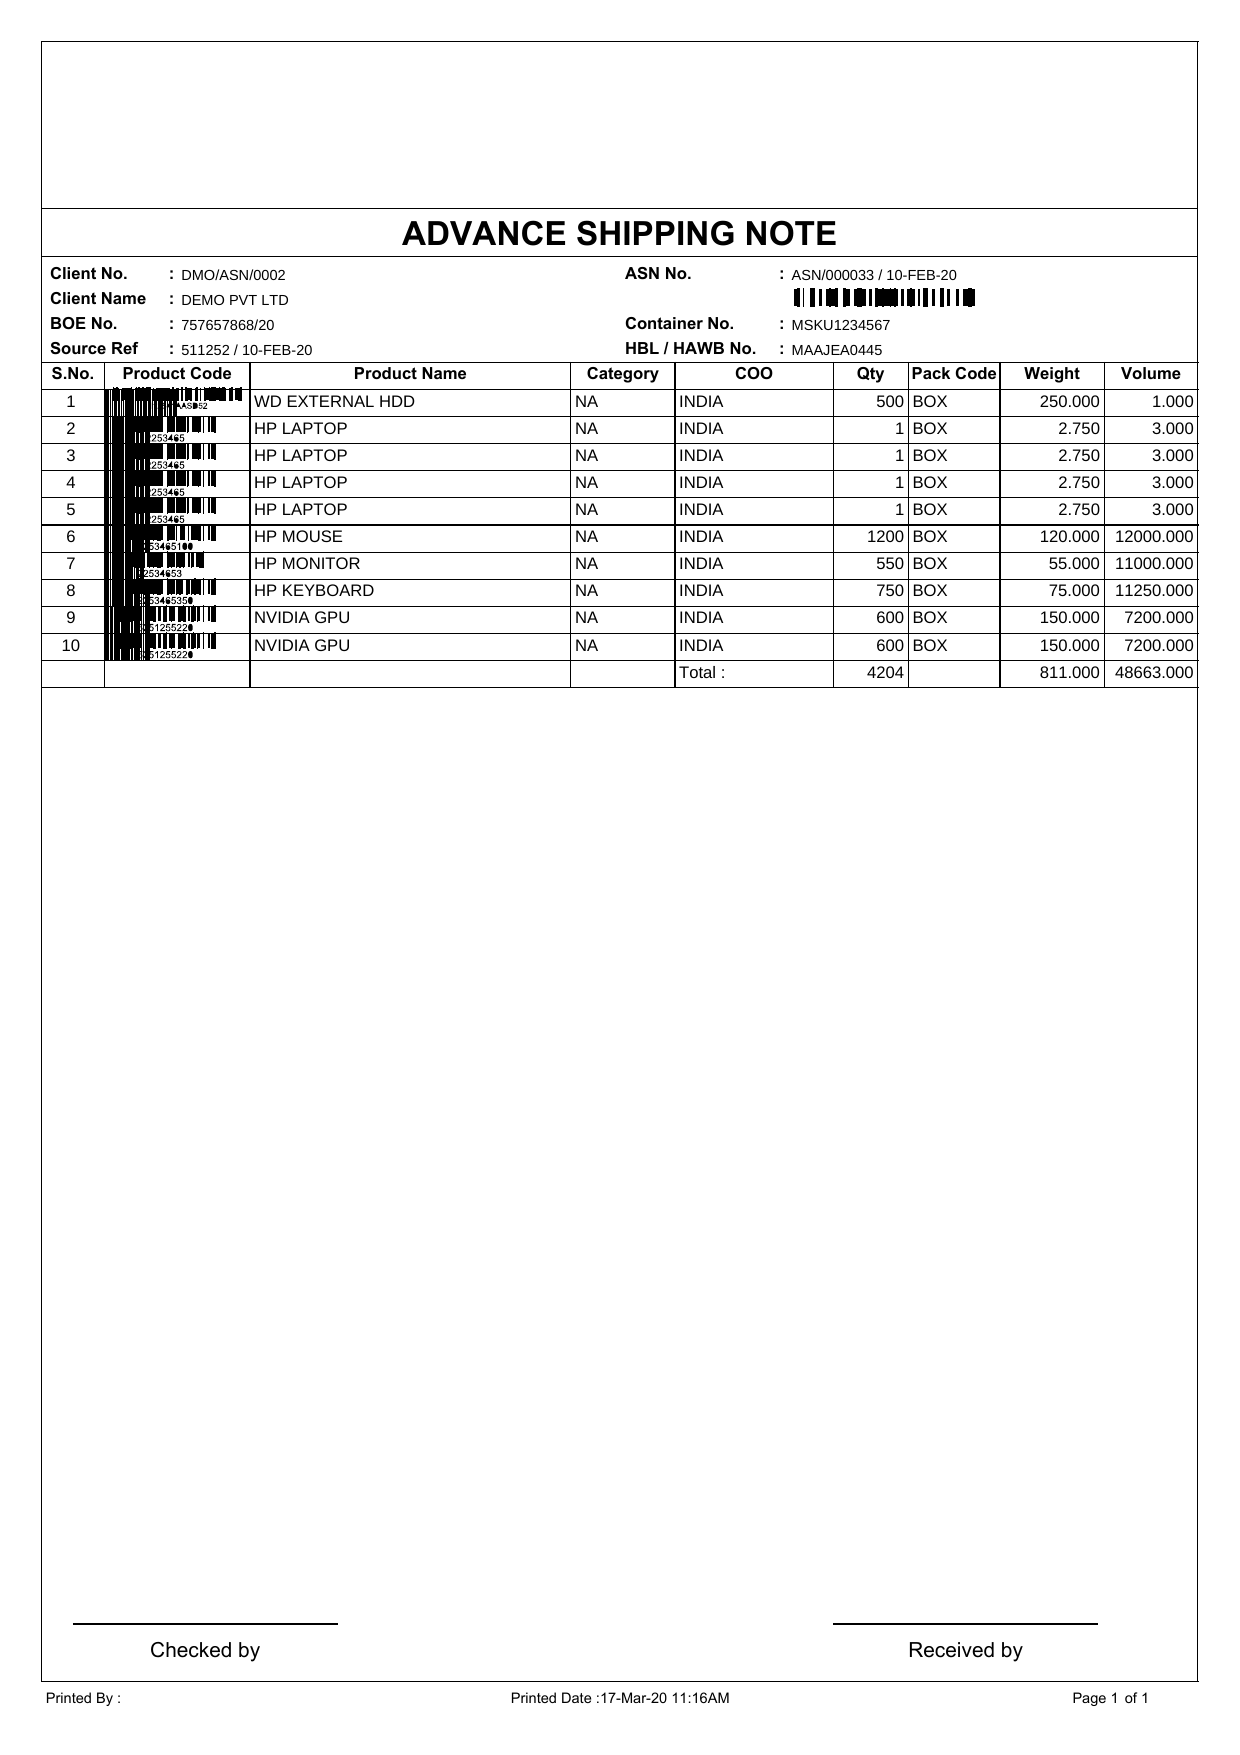 ADVANCE SHIPPING NOTE
Client No. : DMO/ASN/0002 ASN No. : ASN/000033 / 10-FEB-20
Client Name : DEMO PVT LTD
BOE No. : 757657868/20 Container No. : MSKU1234567
Source Ref : 511252 / 10-FEB-20 HBL / HAWB No. : MAAJEA0445
S.No. Product Code Product Name Category COO Qty Pack Code Weight Volume
1 WD EXTERNAL HDD NA INDIA 500 BOX 250.000 1.000
2 HP LAPTOP NA INDIA 1 BOX 2.750 3.000
3 HP LAPTOP NA INDIA 1 BOX 2.750 3.000
4 HP LAPTOP NA INDIA 1 BOX 2.750 3.000
5 HP LAPTOP NA INDIA 1 BOX 2.750 3.000
6 HP MOUSE NA INDIA 1200 BOX 120.000 12000.000
7 HP MONITOR NA INDIA 550 BOX 55.000 11000.000
8 HP KEYBOARD NA INDIA 750 BOX 75.000 11250.000
9 NVIDIA GPU NA INDIA 600 BOX 150.000 7200.000
10 NVIDIA GPU NA INDIA 600 BOX 150.000 7200.000
Total : 4204 811.000 48663.000
Checked by Received by
Printed By : Printed Date :17-Mar-20 11:16AM Page 1 of 1